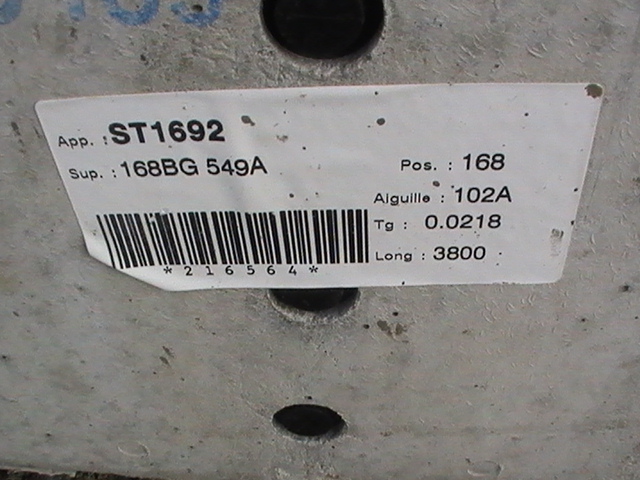 App. : ST1692
Sup. : 168BG 549A
Pos. : 168
Aiguille : 102A
Tg : 0.0218
Long : 3800
*216564*